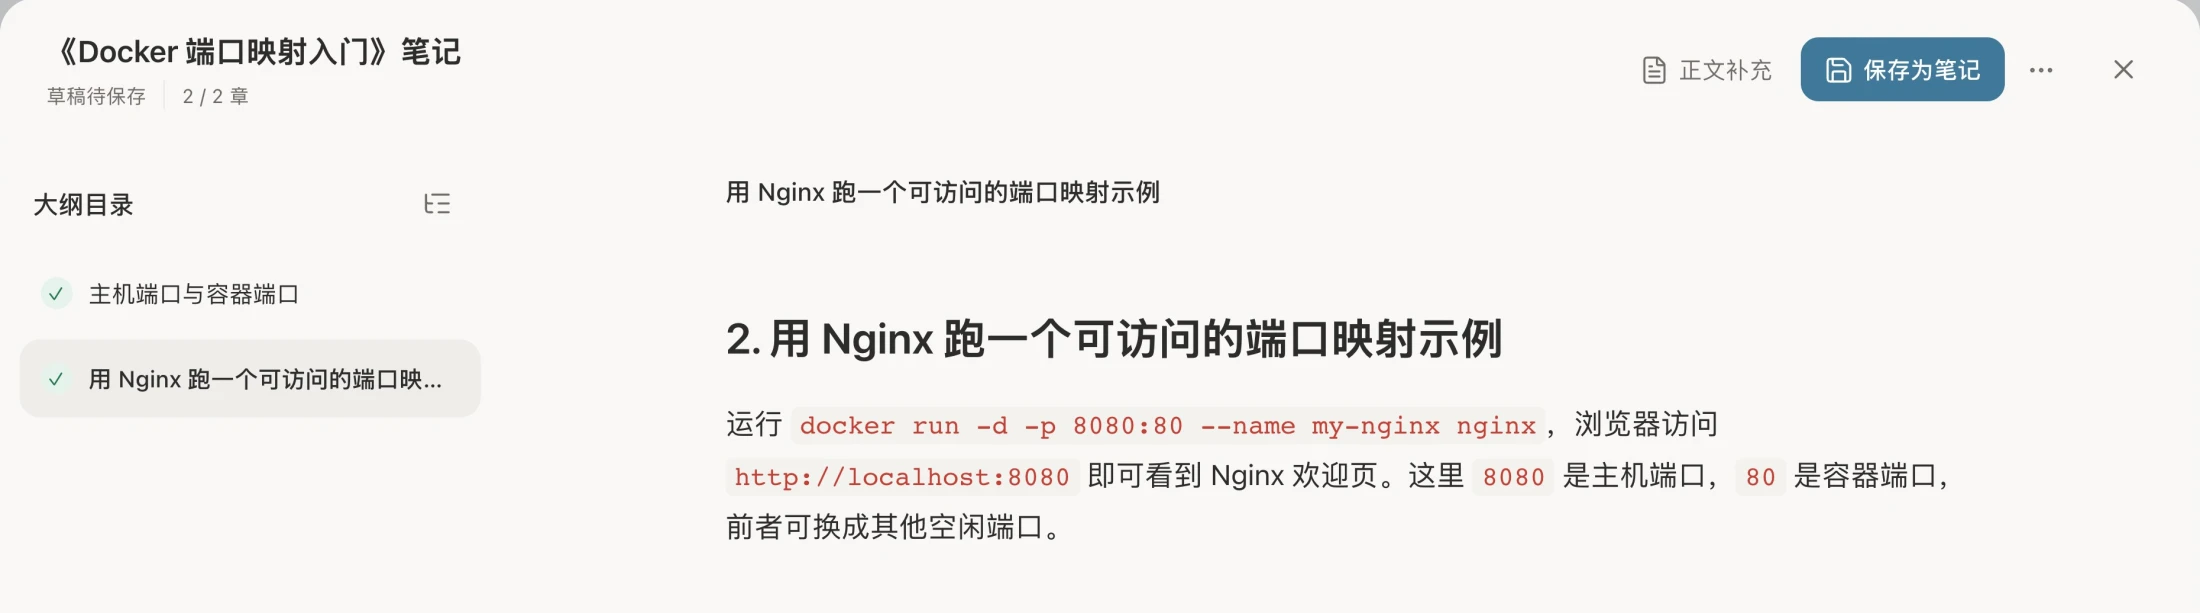 《Docker 端口映射入门》笔记
草稿待保存 2 / 2 章
正文补充
保存为笔记
大纲目录
主机端口与容器端口
用 Nginx 跑一个可访问的端口映...
用 Nginx 跑一个可访问的端口映射示例
2. 用 Nginx 跑一个可访问的端口映射示例
运行 docker run -d -p 8080:80 --name my-nginx nginx，浏览器访问
http://localhost:8080 即可看到 Nginx 欢迎页。这里 8080 是主机端口，80 是容器端口，
前者可换成其他空闲端口。